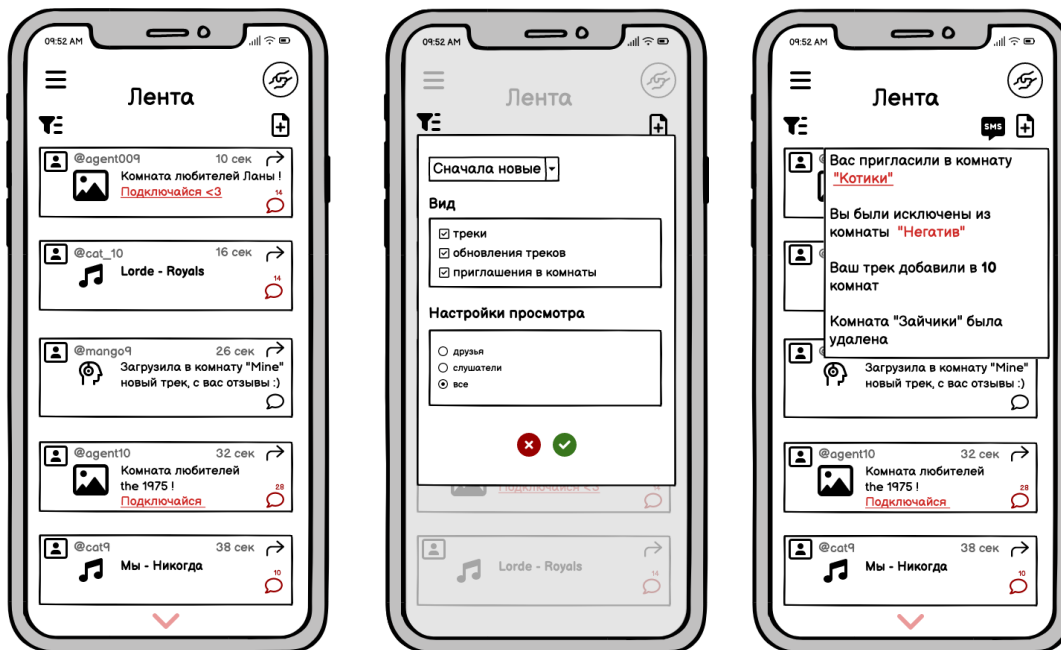 09:52 AM
Лента
@agent009 10 сек
Комната любителей Ланы !
Подключайся <3
14
@cat_10 16 сек
Lorde - Royals
14
@mango9 26 сек
Загрузила в комнату "Mine"
новый трек, с вас отзывы :)
@agent10 32 сек
Комната любителей
the 1975 !
Подключайся
28
@cat9 38 сек
Мы - Никогда
10
09:52 AM
Лента
Сначала новые
Вид
треки
обновления треков
приглашения в комнаты
Настройки просмотра
друзья
слушатели
все
Подключайся <3
14
Lorde - Royals
14
09:52 AM
Лента
SMS
Вас пригласили в комнату
"Котики"
Вы были исключены из
комнаты "Негатив"
Ваш трек добавили в 10
комнат
Комната "Зайчики" была
удалена
Загрузила в комнату "Mine"
новый трек, с вас отзывы :)
@agent10 32 сек
Комната любителей
the 1975 !
Подключайся
28
@cat9 38 сек
Мы - Никогда
10